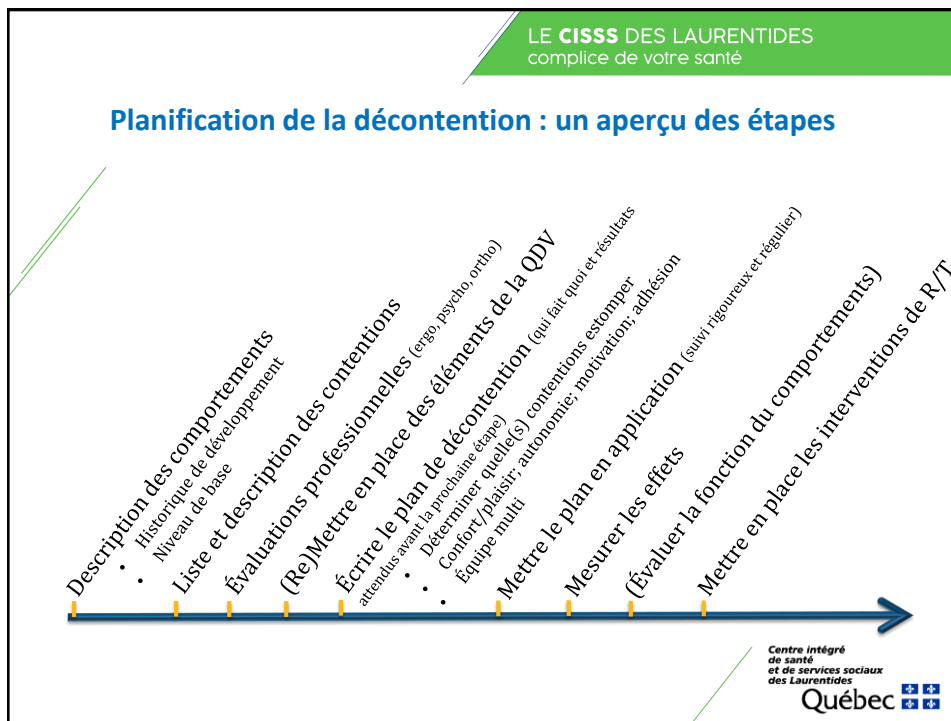 LE CISSS DES LAURENTIDES
complice de votre santé
Planification de la décontention : un aperçu des étapes
Description des comportements
• Historique de développement
• Niveau de base
Liste et description des contentions
Évaluations professionnelles (ergo, psycho, ortho)
(Re)Mettre en place des éléments de la QDV
Écrire le plan de décontention (qui fait quoi et résultats
attendus avant la prochaine étape)
• Déterminer quelle(s) contentions estomper
• Confort/plaisir; autonomie; motivation; adhésion
• Équipe multi
Mettre le plan en application (suivi rigoureux et régulier)
Mesurer les effets
(Évaluer la fonction du comportements)
Mettre en place les interventions de R/T
Centre intégré
de santé
et de services sociaux
des Laurentides
Québec